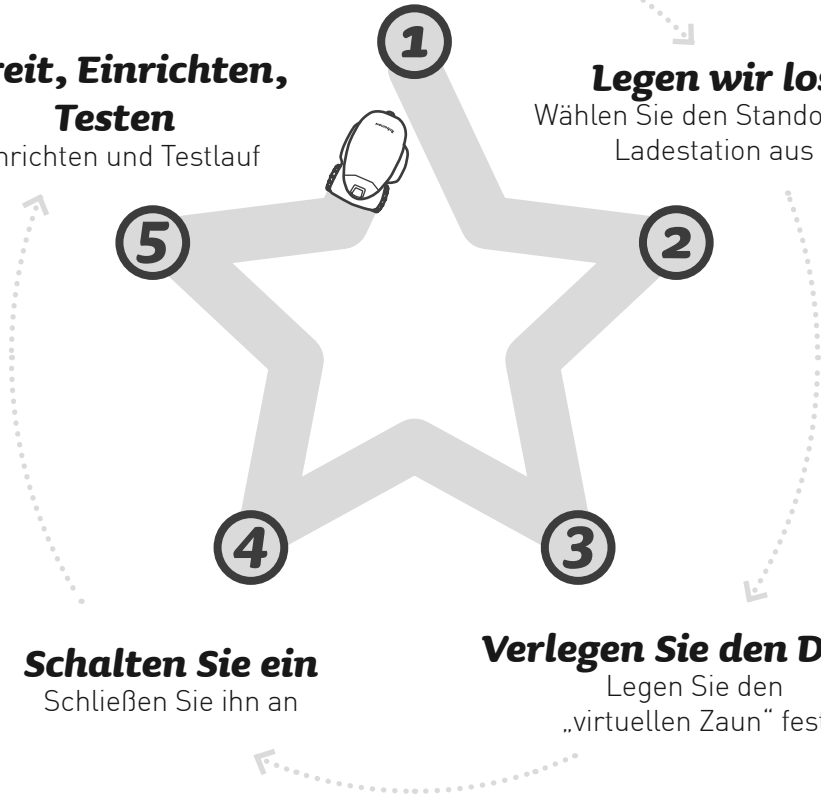 1
reit, Einrichten,
Testen
nrichten und Testlauf
Legen wir los
Wählen Sie den Stando
Ladestation aus
5
2
4
3
Schalten Sie ein
Schließen Sie ihn an
Verlegen Sie den D
Legen Sie den
„virtuellen Zaun“ fest